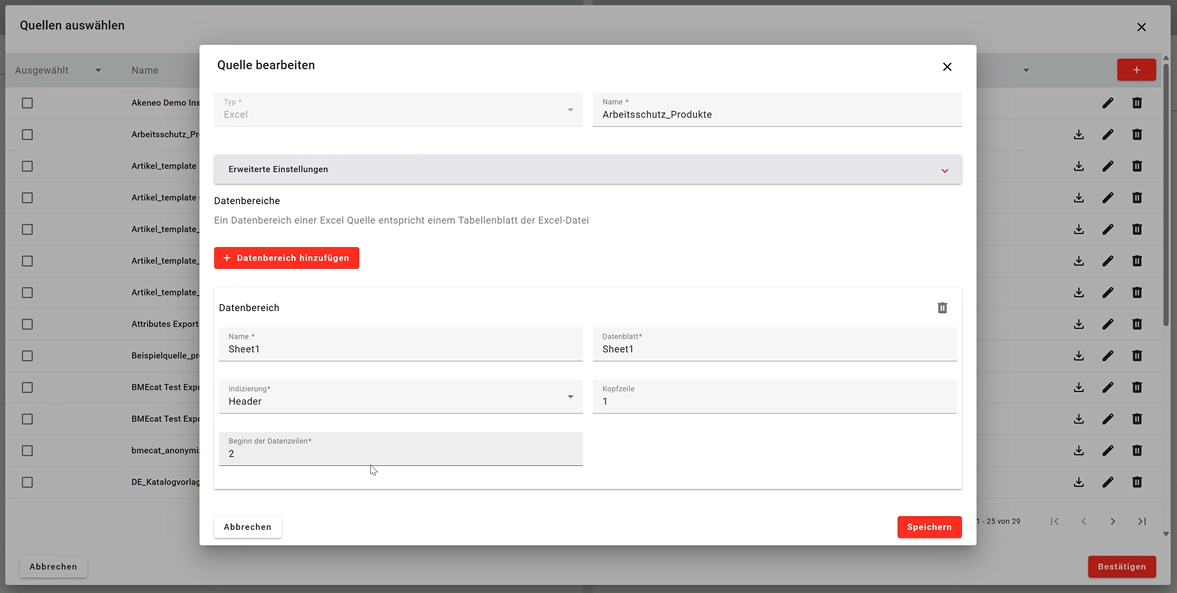 Quellen auswählen
Quelle bearbeiten
Ausgewählt
Name
Typ *
Excel
Name *
Arbeitsschutz_Produkte
Akeneo Demo Ins
Arbeitsschutz_Pr
Erweiterte Einstellungen
Artikel_template
Artikel_template
Datenbereiche
Ein Datenbereich einer Excel Quelle entspricht einem Tabellenblatt der Excel-Datei
Artikel_template_
+ Datenbereich hinzufügen
Artikel_template_
Artikel_template_
Datenbereich
Attributes Export
Name *
Sheet1
Datenblatt*
Sheet1
Beispielquelle_pr
BMEcat Test Expo
Indizierung*
Header
Kopfzeile
1
BMEcat Test Expo
Beginn der Datenzeilen*
2
bmecat_anonymi
DE_Katalogvorlag
1 - 25 von 29
Abbrechen
Speichern
Abbrechen
Bestätigen